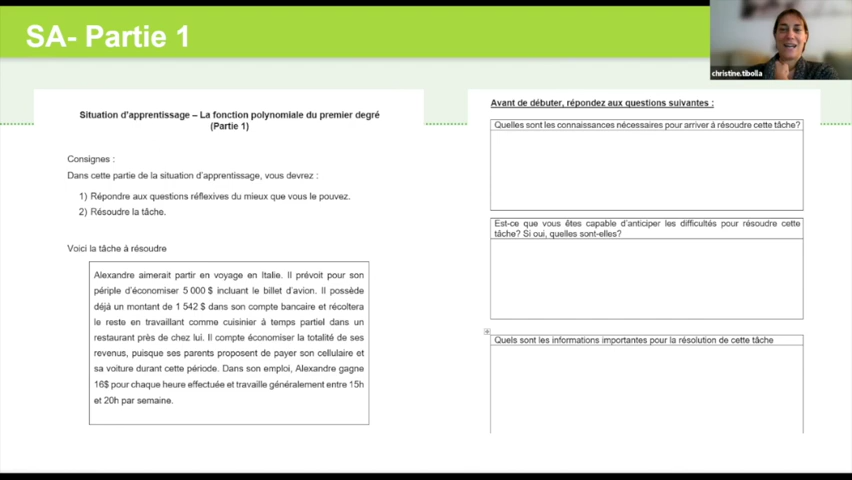 SA- Partie 1
christine.tibolla
Situation d'apprentissage – La fonction polynomiale du premier degré
(Partie 1)
Consignes :
Dans cette partie de la situation d'apprentissage, vous devrez :
1) Répondre aux questions réflexives du mieux que vous le pouvez.
2) Résoudre la tâche.
Voici la tâche à résoudre
Alexandre aimerait partir en voyage en Italie. Il prévoit pour son
périple d'économiser 5 000 $ incluant le billet d'avion. Il possède
déjà un montant de 1 542 $ dans son compte bancaire et récoltera
le reste en travaillant comme cuisinier à temps partiel dans un
restaurant près de chez lui. Il compte économiser la totalité de ses
revenus, puisque ses parents proposent de payer son cellulaire et
sa voiture durant cette période. Dans son emploi, Alexandre gagne
16$ pour chaque heure effectuée et travaille généralement entre 15h
et 20h par semaine.
Avant de débuter, répondez aux questions suivantes :
Quelles sont les connaissances nécessaires pour arriver à résoudre cette tâche?
Est-ce que vous êtes capable d'anticiper les difficultés pour résoudre cette
tâche? Si oui, quelles sont-elles?
Quels sont les informations importantes pour la résolution de cette tâche